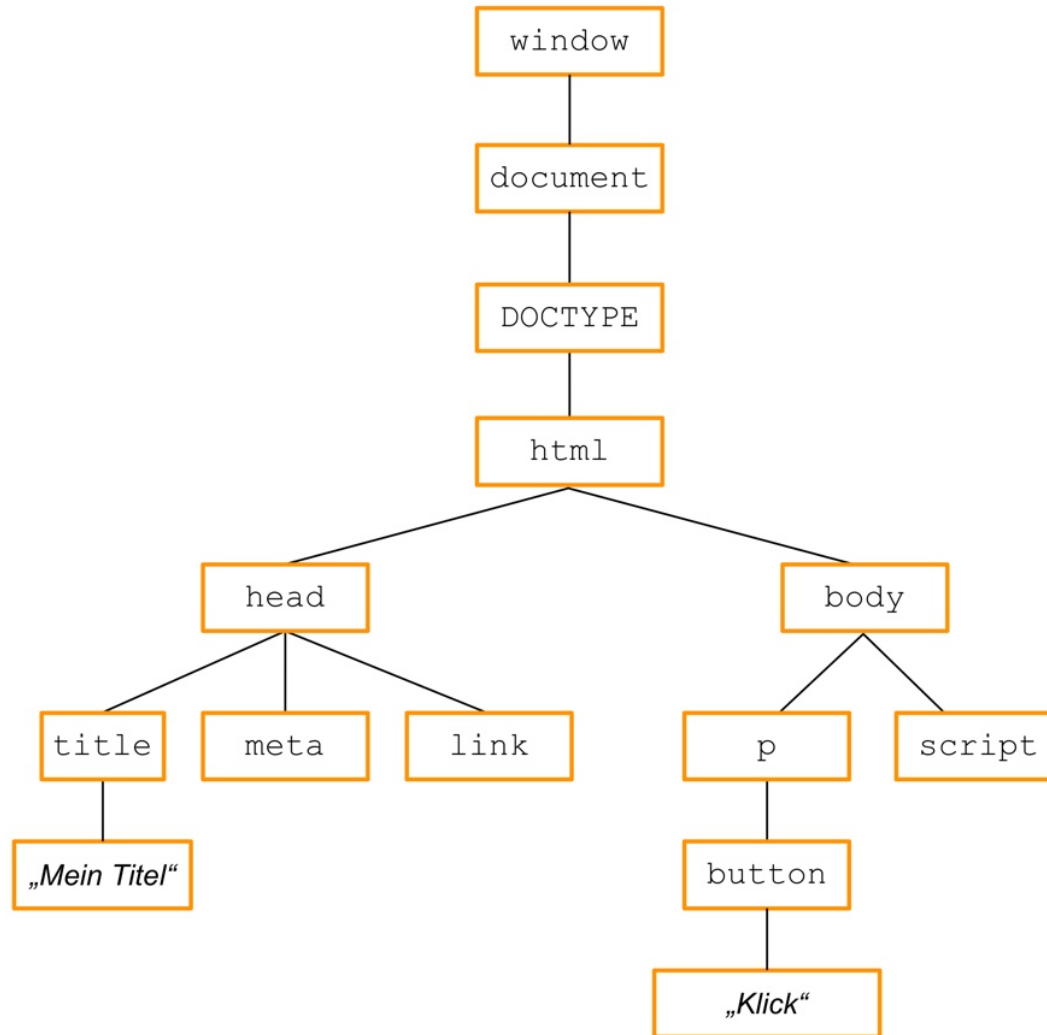 window
document
DOCTYPE
html
head
body
title
meta
link
p
script
„Mein Titel“
button
„Klick“